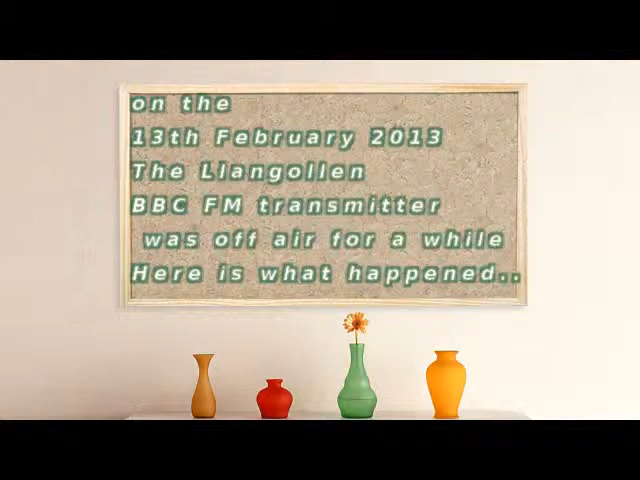 on the
13th February 2013
The Llangollen
BBC FM transmitter
was off air for a while
Here is what happened..